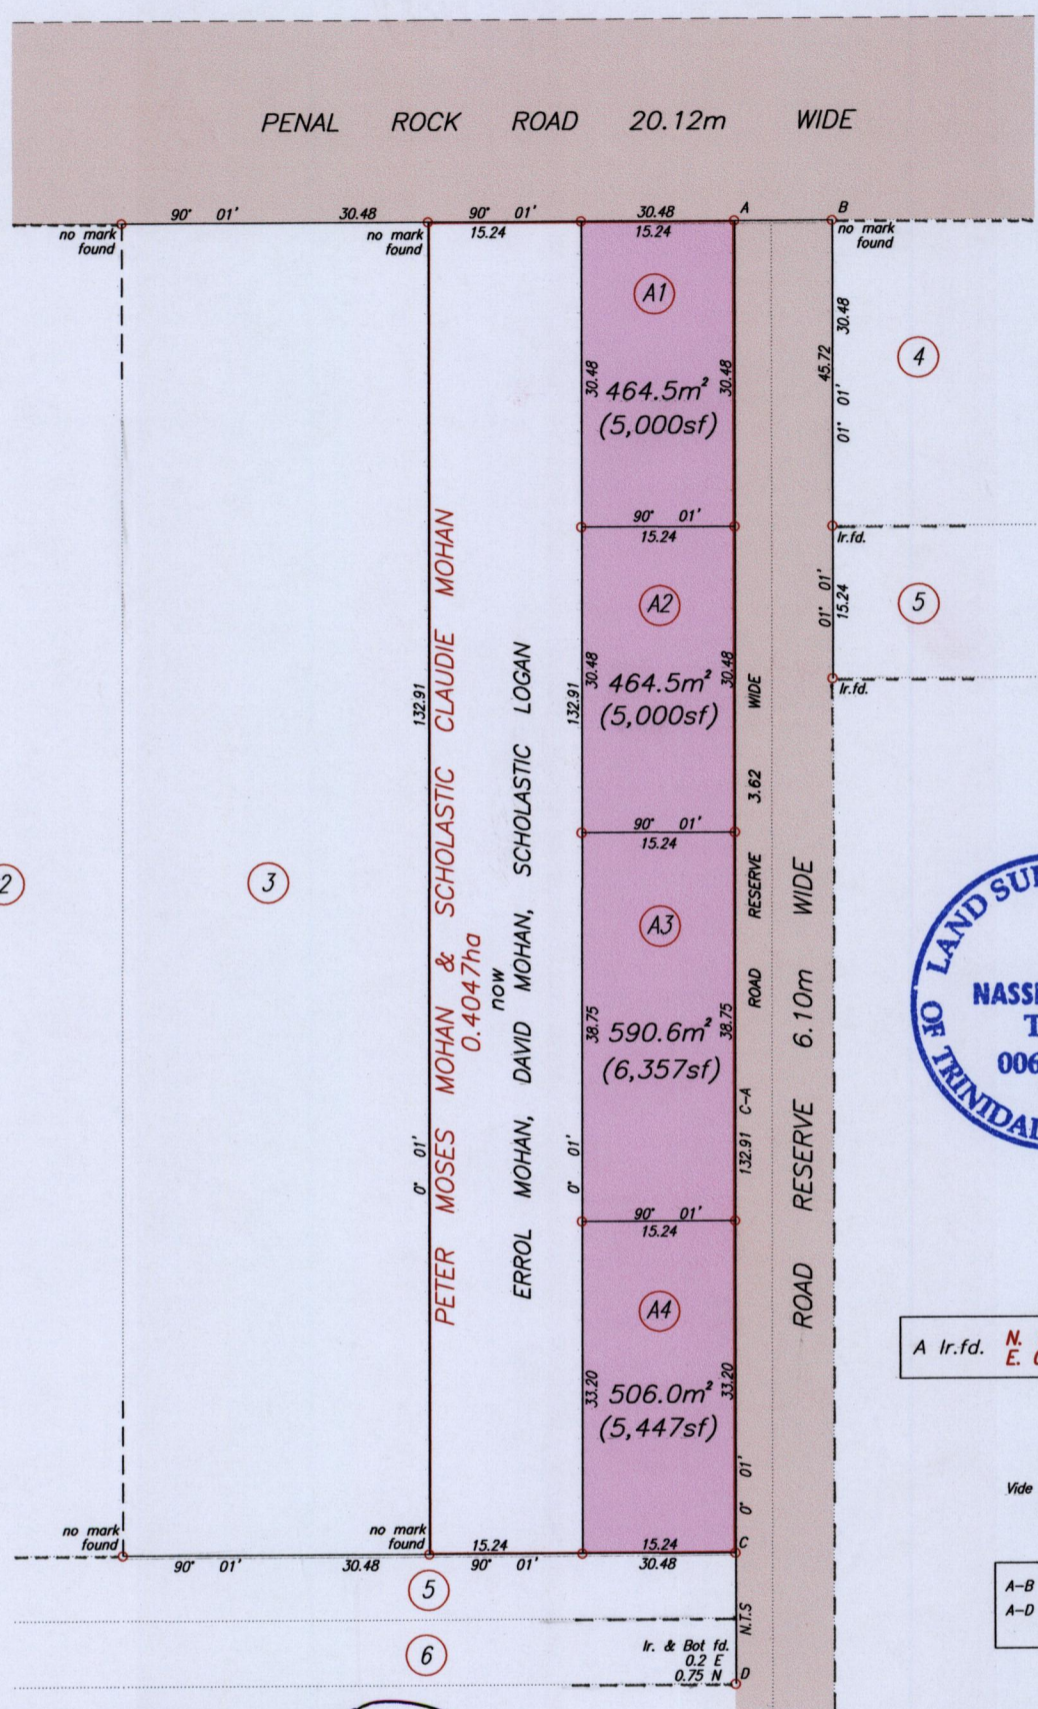 PENAL ROCK ROAD 20.12m WIDE
90° 01' 30.48 90° 01' 30.48 A B
no mark found
no mark found
15.24
15.24
no mark found
A1
30.48
464.5m²
(5,000sf)
30.48
45.72
01° 01' 30.48
4
90° 01'
15.24
Ir.fd.
A2
30.48
464.5m²
(5,000sf)
30.48
01° 01'
15.24
5
Ir.fd.
90° 01'
15.24
2
3
132.91
0° 01'
PETER MOSES MOHAN & SCHOLASTIC CLAUDIE MOHAN
0.4047ha
now
ERROL MOHAN, DAVID MOHAN, SCHOLASTIC LOGAN
132.91
0° 01'
A3
38.75
590.6m²
(6,357sf)
38.75
0° 01' 132.91 C-A ROAD RESERVE 3.62 WIDE
ROAD RESERVE 6.10m WIDE
OF LAND
NASS
006
TRINIDAD
90° 01'
15.24
A4
33.20
506.0m²
(5,447sf)
33.20
A Ir.fd. N.
E.
Vide
no mark found
no mark found
15.24
15.24
C
90° 01' 30.48 90° 01' 30.48
5
6
N.T.S
Ir. & Bot fd.
0.2 E
0.75 N
D
A-B
A-D